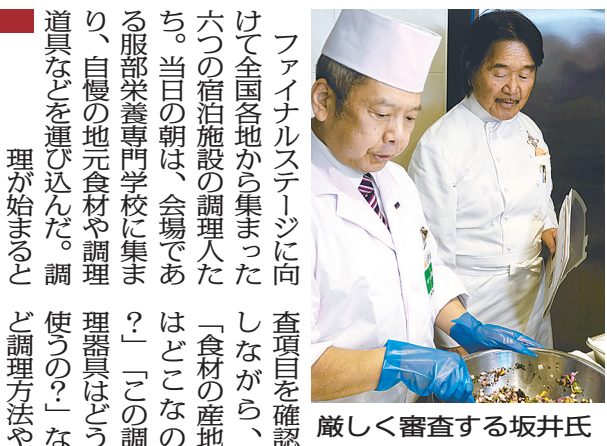 ファイナルステージに向
けて全国各地から集まった
六つの宿泊施設の調理人た
ち。当日の朝は、会場であ
る服部栄養専門学校に集ま
り、自慢の地元食材や調理
道具などを運び込んだ。調
理が始まると
査項目を確認
しながら、
「食材の産地
はどこなの
？」「この調
理器具はどう
使うの？」な
ど調理方法や
厳しく審査する坂井氏